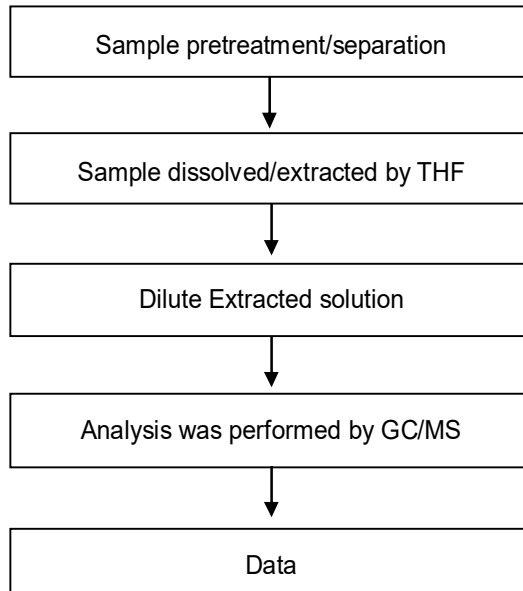 Sample pretreatment/separation
Sample dissolved/extracted by THF
Dilute Extracted solution
Analysis was performed by GC/MS
Data